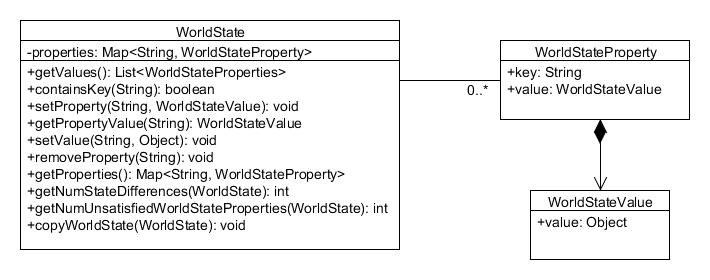 WorldState
-properties: Map<String, WorldStateProperty>
+getValues(): List<WorldStateProperties>
+containsKey(String): boolean
+setProperty(String, WorldStateValue): void
+getPropertyValue(String): WorldStateValue
+setValue(String, Object): void
+removeProperty(String): void
+getProperties(): Map<String, WorldStateProperty>
+getNumStateDifferences(WorldState): int
+getNumUnsatisfiedWorldStateProperties(WorldState): int
+copyWorldState(WorldState): void
0..*
WorldStateProperty
+key: String
+value: WorldStateValue
WorldStateValue
+value: Object